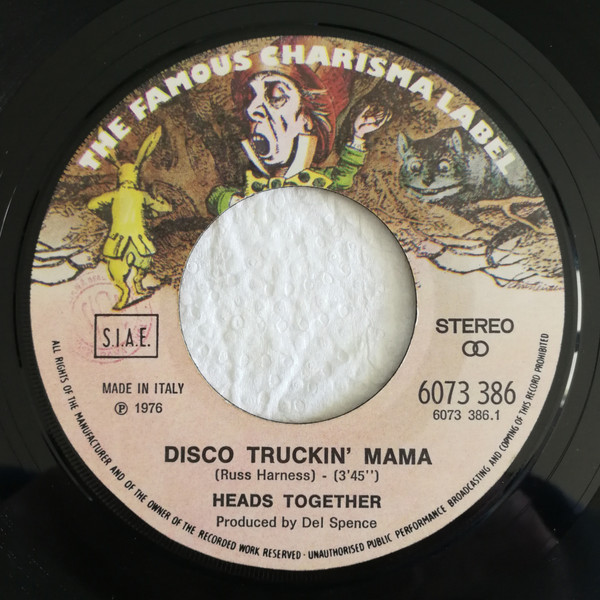 THE FAMOUS CHARISMA LABEL
S.I.A.E.
STEREO
MADE IN ITALY
6073 386
℗ 1976
6073 386.1
DISCO TRUCKIN' MAMA
(Russ Harness) - (3'45'')
HEADS TOGETHER
Produced by Del Spence
ALL RIGHTS OF THE MANUFACTURER AND OF THE OWNER OF THE RECORDED WORK RESERVED · UNAUTHORISED PUBLIC PERFORMANCE BROADCASTING AND COPYING OF THIS RECORD PROHIBITED